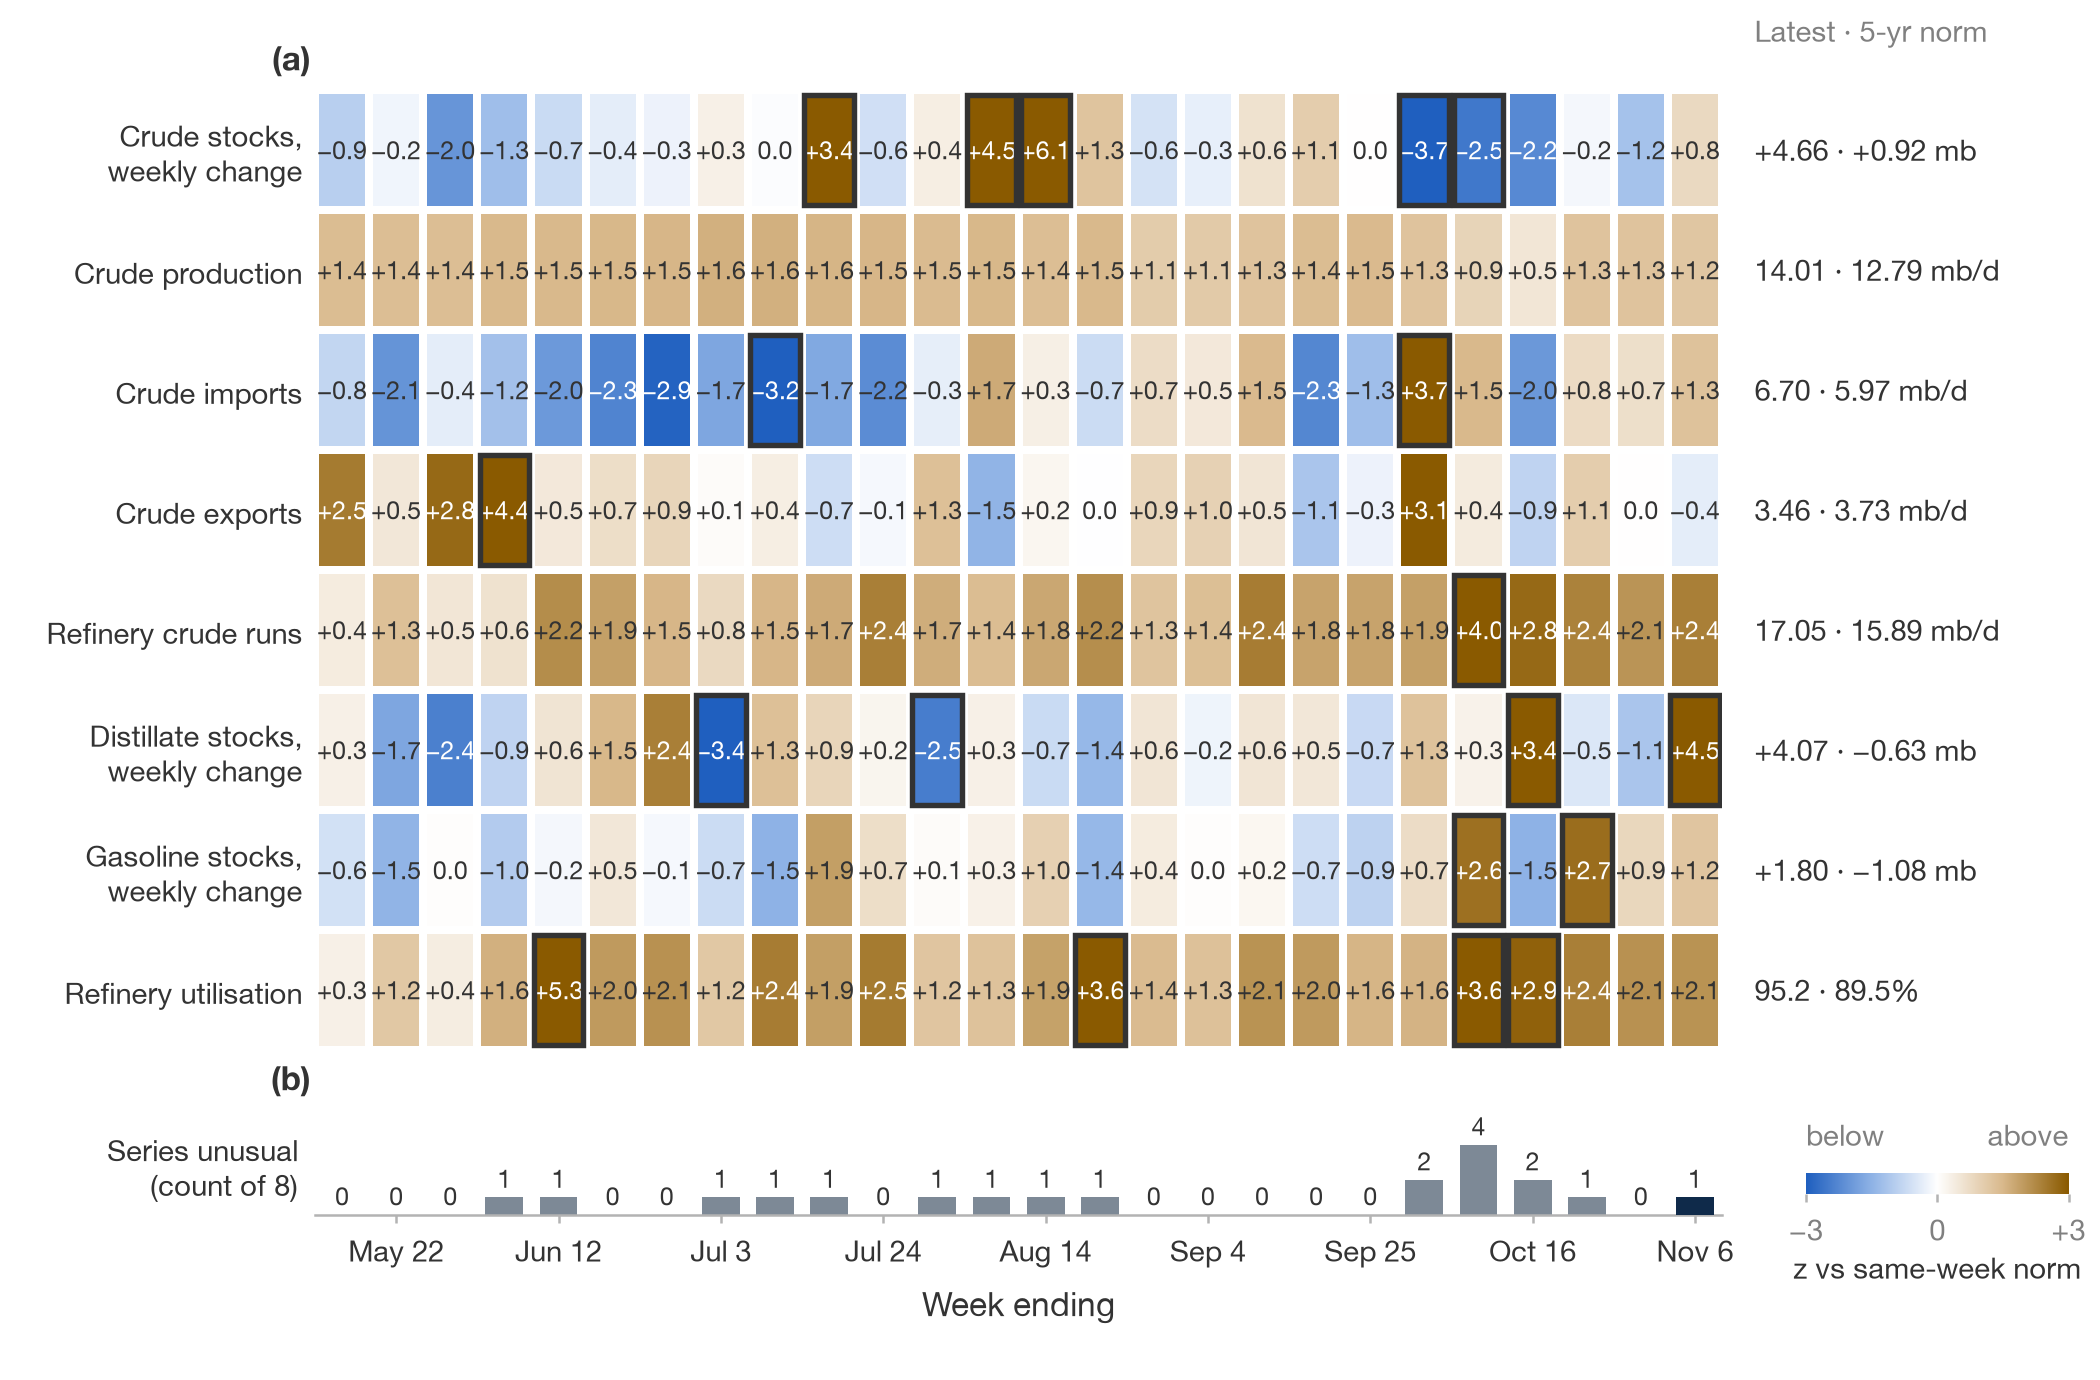 Latest · 5-yr norm
(a)
Crude stocks,
weekly change
−0.9 −0.2 −2.0 −1.3 −0.7 −0.4 −0.3 +0.3 0.0 +3.4 −0.6 +0.4 +4.5 +6.1 +1.3 −0.6 −0.3 +0.6 +1.1 0.0 −3.7 −2.5 −2.2 −0.2 −1.2 +0.8
+4.66 · +0.92 mb
Crude production
+1.4 +1.4 +1.4 +1.5 +1.5 +1.5 +1.5 +1.6 +1.6 +1.6 +1.5 +1.5 +1.5 +1.4 +1.5 +1.1 +1.1 +1.3 +1.4 +1.5 +1.3 +0.9 +0.5 +1.3 +1.3 +1.2
14.01 · 12.79 mb/d
Crude imports
−0.8 −2.1 −0.4 −1.2 −2.0 −2.3 −2.9 −1.7 −3.2 −1.7 −2.2 −0.3 +1.7 +0.3 −0.7 +0.7 +0.5 +1.5 −2.3 −1.3 +3.7 +1.5 −2.0 +0.8 +0.7 +1.3
6.70 · 5.97 mb/d
Crude exports
+2.5 +0.5 +2.8 +4.4 +0.5 +0.7 +0.9 +0.1 +0.4 −0.7 −0.1 +1.3 −1.5 +0.2 0.0 +0.9 +1.0 +0.5 −1.1 −0.3 +3.1 +0.4 −0.9 +1.1 0.0 −0.4
3.46 · 3.73 mb/d
Refinery crude runs
+0.4 +1.3 +0.5 +0.6 +2.2 +1.9 +1.5 +0.8 +1.5 +1.7 +2.4 +1.7 +1.4 +1.8 +2.2 +1.3 +1.4 +2.4 +1.8 +1.8 +1.9 +4.0 +2.8 +2.4 +2.1 +2.4
17.05 · 15.89 mb/d
Distillate stocks,
weekly change
+0.3 −1.7 −2.4 −0.9 +0.6 +1.5 +2.4 −3.4 +1.3 +0.9 +0.2 −2.5 +0.3 −0.7 −1.4 +0.6 −0.2 +0.6 +0.5 −0.7 +1.3 +0.3 +3.4 −0.5 −1.1 +4.5
+4.07 · −0.63 mb
Gasoline stocks,
weekly change
−0.6 −1.5 0.0 −1.0 −0.2 +0.5 −0.1 −0.7 −1.5 +1.9 +0.7 +0.1 +0.3 +1.0 −1.4 +0.4 0.0 +0.2 −0.7 −0.9 +0.7 +2.6 −1.5 +2.7 +0.9 +1.2
+1.80 · −1.08 mb
Refinery utilisation
+0.3 +1.2 +0.4 +1.6 +5.3 +2.0 +2.1 +1.2 +2.4 +1.9 +2.5 +1.2 +1.3 +1.9 +3.6 +1.4 +1.3 +2.1 +2.0 +1.6 +1.6 +3.6 +2.9 +2.4 +2.1 +2.1
95.2 · 89.5%
(b)
Series unusual
(count of 8)
0 0 0 1 1 0 0 1 1 1 0 1 1 1 1 0 0 0 0 0 2 4 2 1 0 1
May 22 Jun 12 Jul 3 Jul 24 Aug 14 Sep 4 Sep 25 Oct 16 Nov 6
Week ending
below above
−3 0 +3
z vs same-week norm